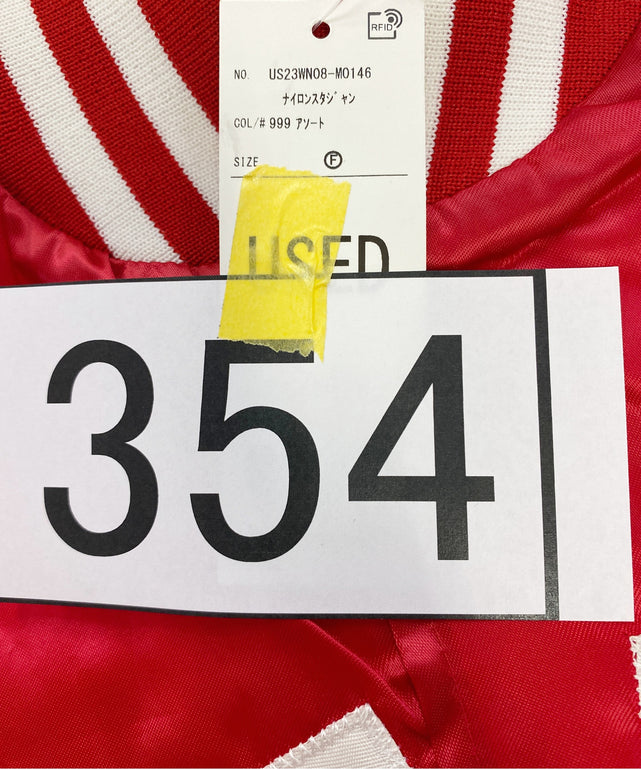 RFID
NO. US23WN08-M0146
ナイロンスタジャン
COL/# 999 アソート
SIZE F
USED
354